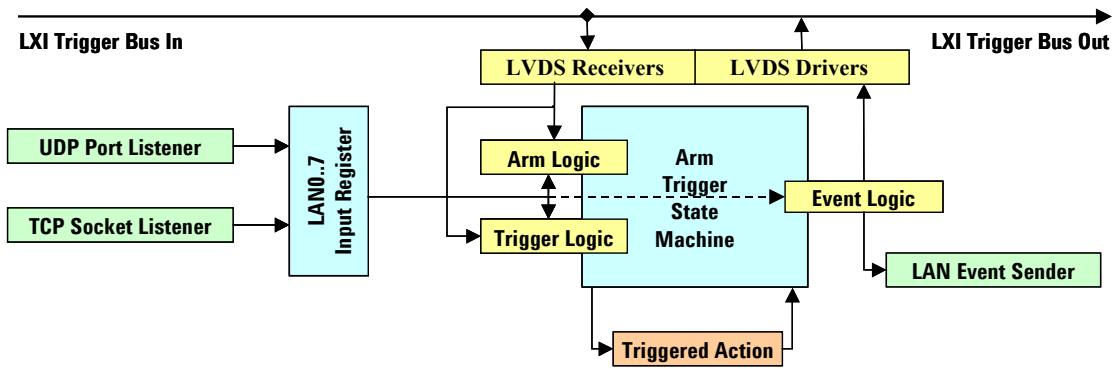 LXI Trigger Bus In
LXI Trigger Bus Out
LVDS Receivers
LVDS Drivers
UDP Port Listener
TCP Socket Listener
LAN0..7
Input Register
Arm Logic
Trigger Logic
Arm
Trigger
State
Machine
Event Logic
LAN Event Sender
Triggered Action